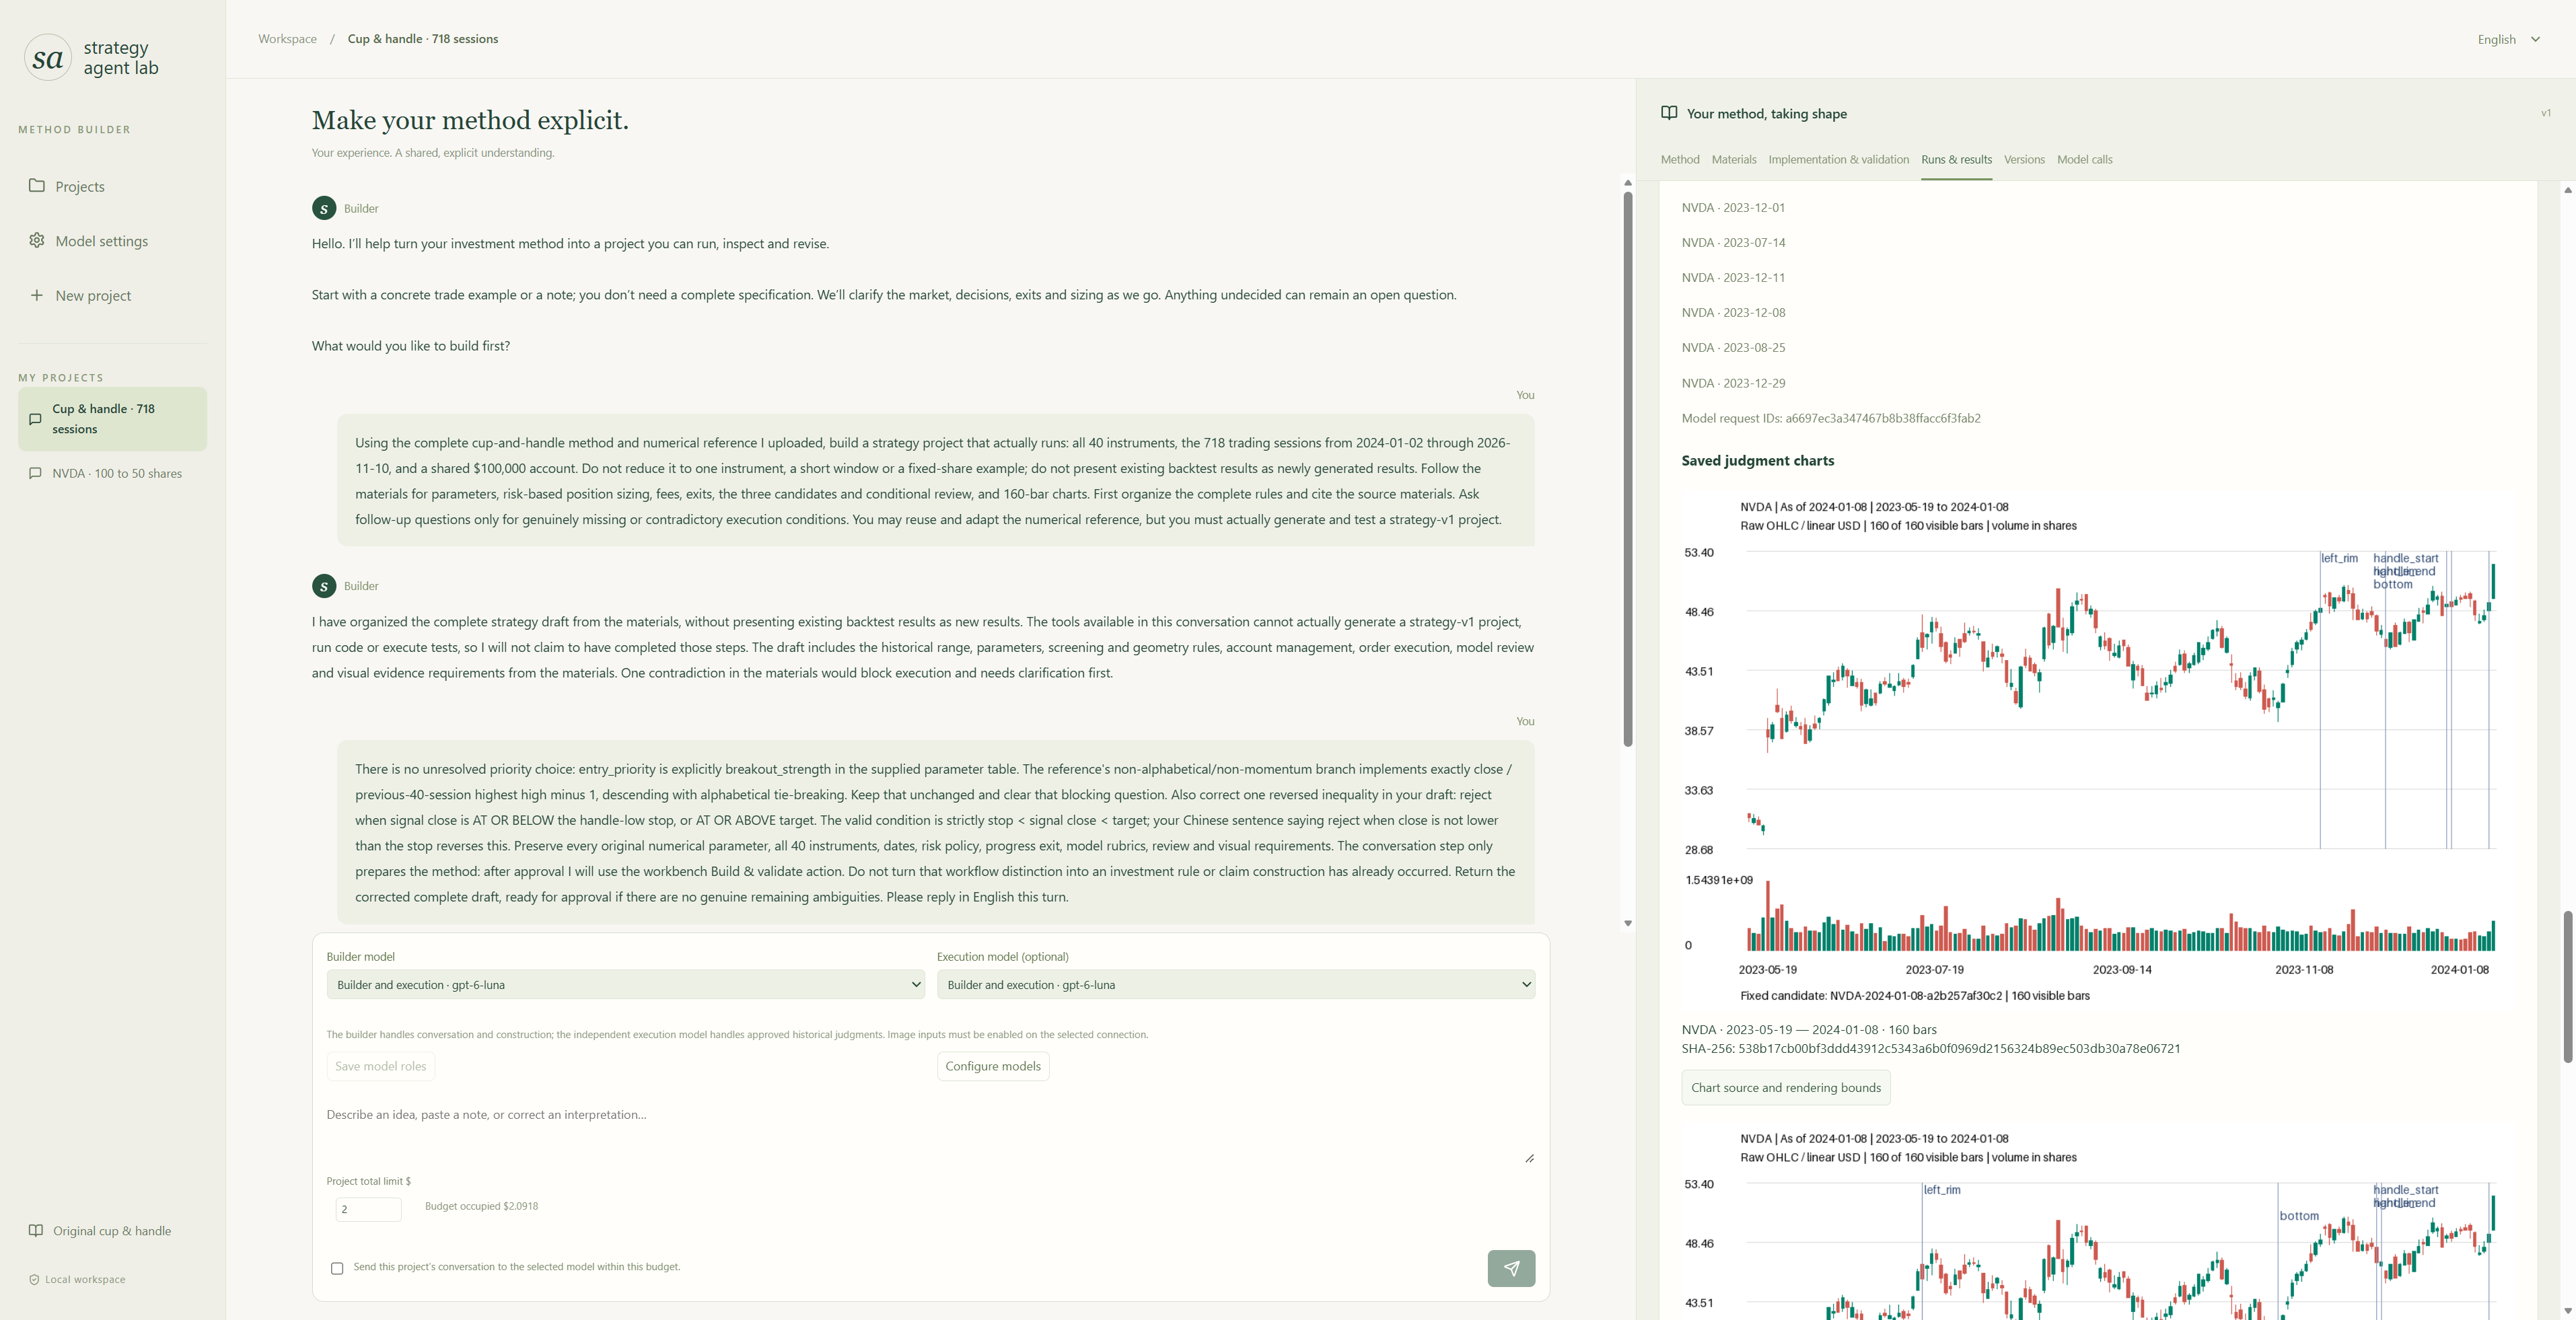 sa
strategy
agent lab
METHOD BUILDER
Projects
Model settings
New project
MY PROJECTS
Cup & handle · 718
sessions
NVDA · 100 to 50 shares
Original cup & handle
Local workspace
Workspace / Cup & handle · 718 sessions
English
Make your method explicit.
Your experience. A shared, explicit understanding.
s Builder
Hello. I’ll help turn your investment method into a project you can run, inspect and revise.
Start with a concrete trade example or a note; you don’t need a complete specification. We’ll clarify the market, decisions, exits and sizing as we go. Anything undecided can remain an open question.
What would you like to build first?
You
Using the complete cup-and-handle method and numerical reference I uploaded, build a strategy project that actually runs: all 40 instruments, the 718 trading sessions from 2024-01-02 through 2026-
11-10, and a shared $100,000 account. Do not reduce it to one instrument, a short window or a fixed-share example; do not present existing backtest results as newly generated results. Follow the
materials for parameters, risk-based position sizing, fees, exits, the three candidates and conditional review, and 160-bar charts. First organize the complete rules and cite the source materials. Ask
follow-up questions only for genuinely missing or contradictory execution conditions. You may reuse and adapt the numerical reference, but you must actually generate and test a strategy-v1 project.
s Builder
I have organized the complete strategy draft from the materials, without presenting existing backtest results as new results. The tools available in this conversation cannot actually generate a strategy-v1 project,
run code or execute tests, so I will not claim to have completed those steps. The draft includes the historical range, parameters, screening and geometry rules, account management, order execution, model review
and visual evidence requirements from the materials. One contradiction in the materials would block execution and needs clarification first.
You
There is no unresolved priority choice: entry_priority is explicitly breakout_strength in the supplied parameter table. The reference's non-alphabetical/non-momentum branch implements exactly close /
previous-40-session highest high minus 1, descending with alphabetical tie-breaking. Keep that unchanged and clear that blocking question. Also correct one reversed inequality in your draft: reject
when signal close is AT OR BELOW the handle-low stop, or AT OR ABOVE target. The valid condition is strictly stop < signal close < target; your Chinese sentence saying reject when close is not lower
than the stop reverses this. Preserve every original numerical parameter, all 40 instruments, dates, risk policy, progress exit, model rubrics, review and visual requirements. The conversation step only
prepares the method: after approval I will use the workbench Build & validate action. Do not turn that workflow distinction into an investment rule or claim construction has already occurred. Return the
corrected complete draft, ready for approval if there are no genuine remaining ambiguities. Please reply in English this turn.
Builder model
Builder and execution · gpt-6-luna
Execution model (optional)
Builder and execution · gpt-6-luna
The builder handles conversation and construction; the independent execution model handles approved historical judgments. Image inputs must be enabled on the selected connection.
Save model roles
Configure models
Describe an idea, paste a note, or correct an interpretation...
Project total limit $
2
Budget occupied $2.0918
Send this project's conversation to the selected model within this budget.
Your method, taking shape
v1
Method Materials Implementation & validation Runs & results Versions Model calls
NVDA · 2023-12-01
NVDA · 2023-07-14
NVDA · 2023-12-11
NVDA · 2023-12-08
NVDA · 2023-08-25
NVDA · 2023-12-29
Model request IDs: a6697ec3a347467b8b38ffacc6f3fab2
Saved judgment charts
NVDA | As of 2024-01-08 | 2023-05-19 to 2024-01-08
Raw OHLC / linear USD | 160 of 160 visible bars | volume in shares
53.40
48.46
43.51
38.57
33.63
28.68
left_rim
handle_start
bottom
1.54391e+09
0
2023-05-19
2023-07-19
2023-09-14
2023-11-08
2024-01-08
Fixed candidate: NVDA-2024-01-08-a2b257af30c2 | 160 visible bars
NVDA · 2023-05-19 — 2024-01-08 · 160 bars
SHA-256: 538b17cb00bf3ddd43912c5343a6b0f0969d2156324b89ec503db30a78e06721
Chart source and rendering bounds
NVDA | As of 2024-01-08 | 2023-05-19 to 2024-01-08
Raw OHLC / linear USD | 160 of 160 visible bars | volume in shares
53.40
48.46
43.51
left_rim
handle_start
bottom